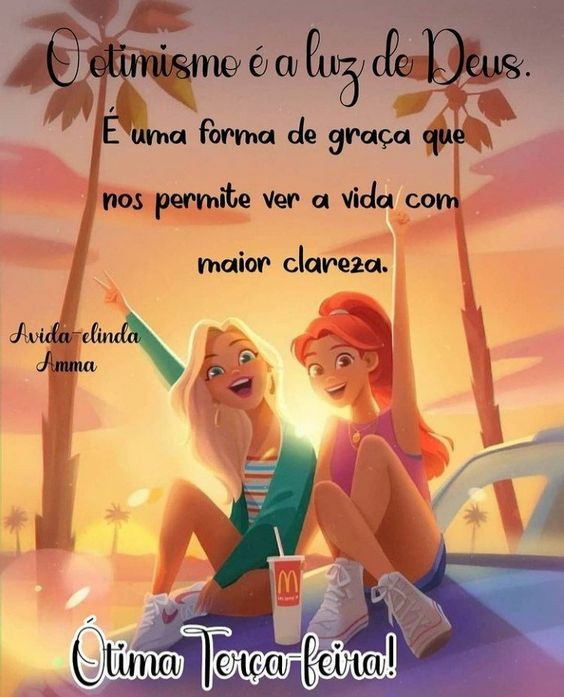 O otimismo é a luz de Deus.
É uma forma de graça que
nos permite ver a vida com
maior clareza.
Avida-elinda
Amma
Ótima Terça-feira!